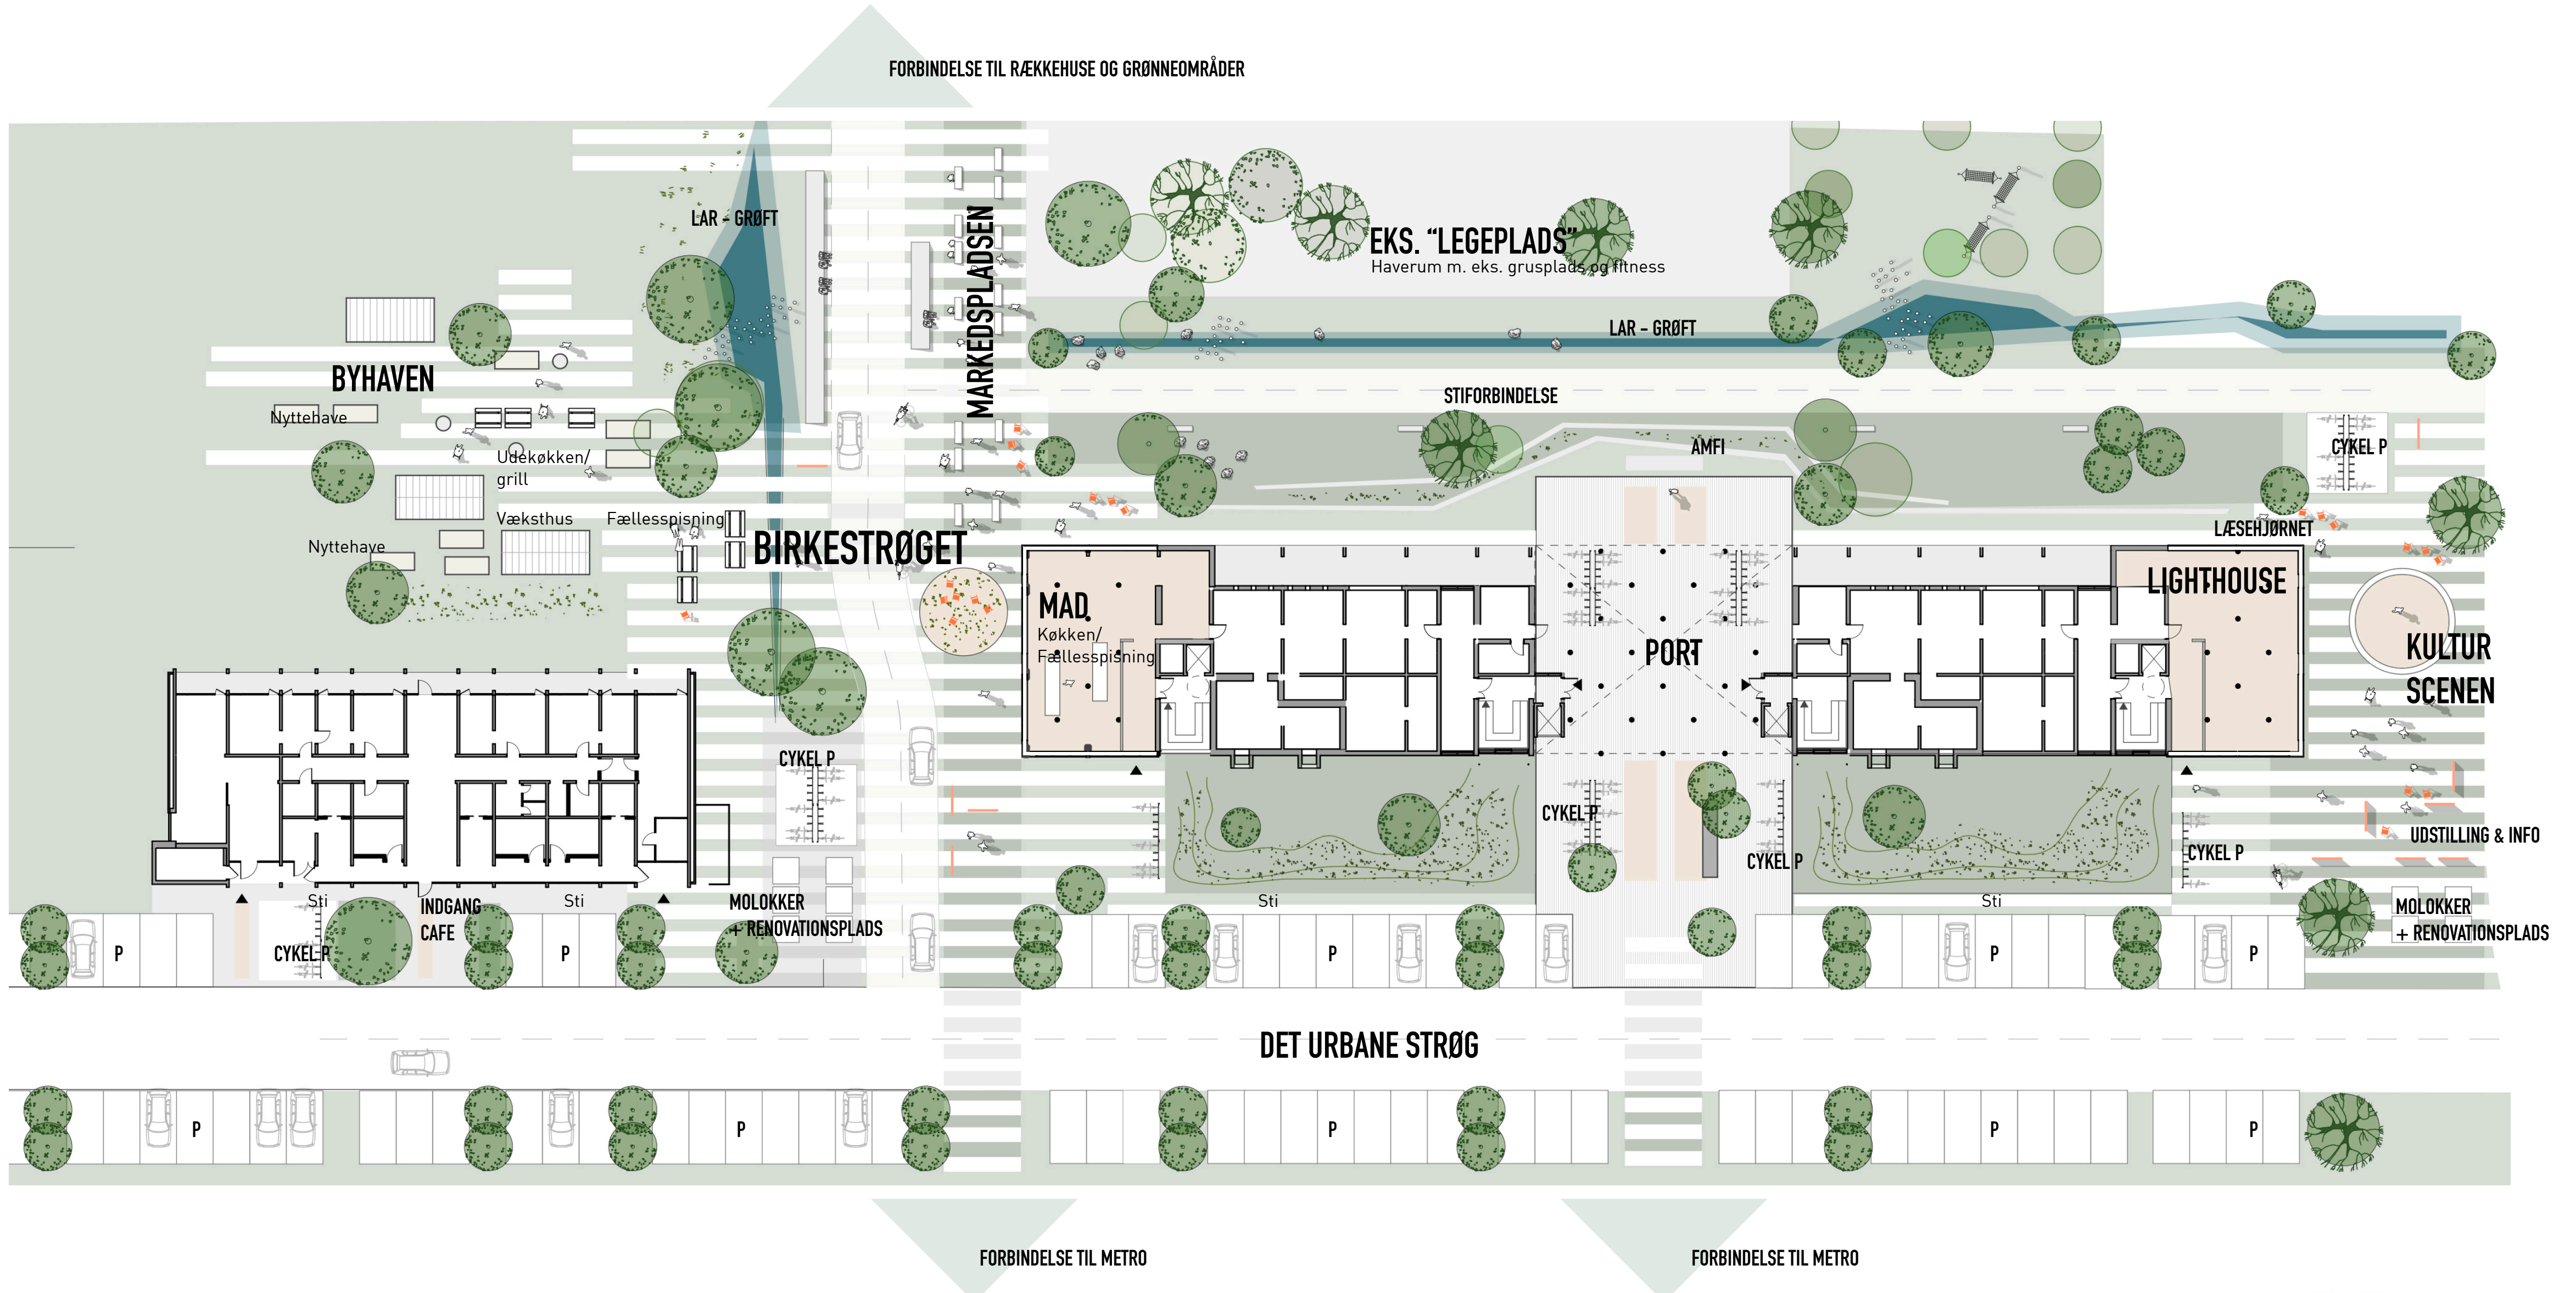 FORBINDELSE TIL RÆKKEHUSE OG GRØNNEOMRÅDER
LAR - GRØFT
MARKEDSPLADSEN
EKS. “LEGEPLADS”
Haverum m. eks. grusplads og fitness
LAR - GRØFT
BYHAVEN
Nyttehave
STIFORBINDELSE
Udekøkken/
grill
AMFI
CYKEL P
Væksthus
Fællesspisning
Nyttehave
BIRKESTRØGET
LÆSEHJØRNET
MAD
Køkken/
Fællesspisning
PORT
LIGHTHOUSE
KULTUR
SCENEN
CYKEL P
CYKEL P
CYKEL P
CYKEL P
UDSTILLING & INFO
Sti
Sti
Sti
Sti
INDGANG
CAFE
CYKEL P
MOLOKKER
+ RENOVATIONSPLADS
MOLOKKER
+ RENOVATIONSPLADS
P
P
P
P
P
DET URBANE STRØG
P
P
P
P
P
FORBINDELSE TIL METRO
FORBINDELSE TIL METRO